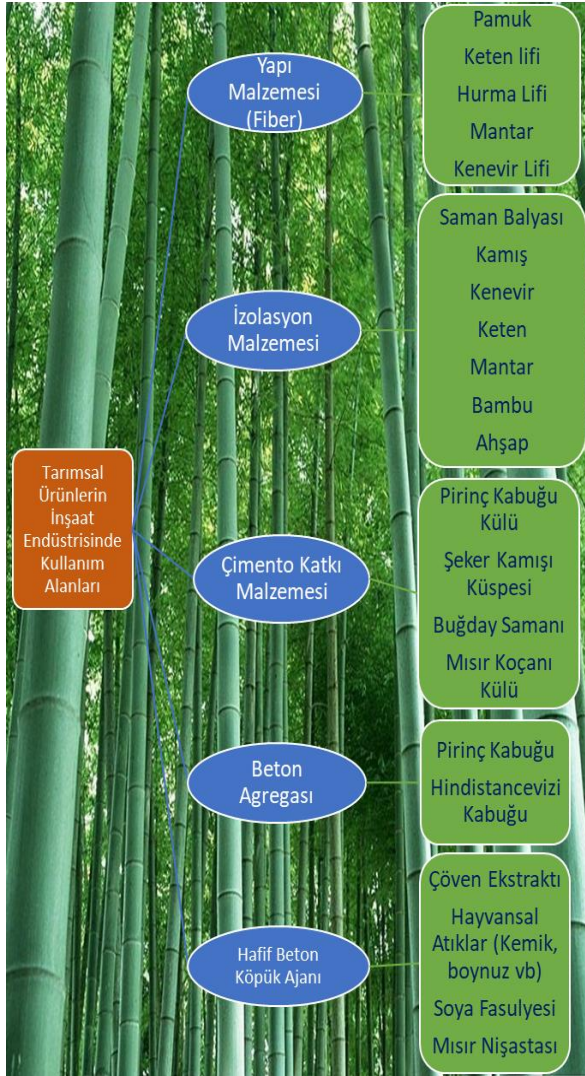 Tarımsal
Ürünlerin
İnşaat
Endüstrisinde
Kullanım
Alanları
Yapı
Malzemesi
(Fiber)
Pamuk
Keten lifi
Hurma Lifi
Mantar
Kenevir Lifi
İzolasyon
Malzemesi
Saman Balyası
Kamış
Kenevir
Keten
Mantar
Bambu
Ahşap
Çimento Katkı
Malzemesi
Pirinç Kabuğu
Külü
Şeker Kamışı
Küspesi
Buğday Samanı
Mısır Koçanı
Külü
Beton
Agregası
Pirinç Kabuğu
Hindistancevizi
Kabuğu
Hafif Beton
Köpük Ajanı
Çöven Ekstraktı
Hayvansal
Atıklar (Kemik,
boynuz vb)
Soya Fasulyesi
Mısır Nişastası